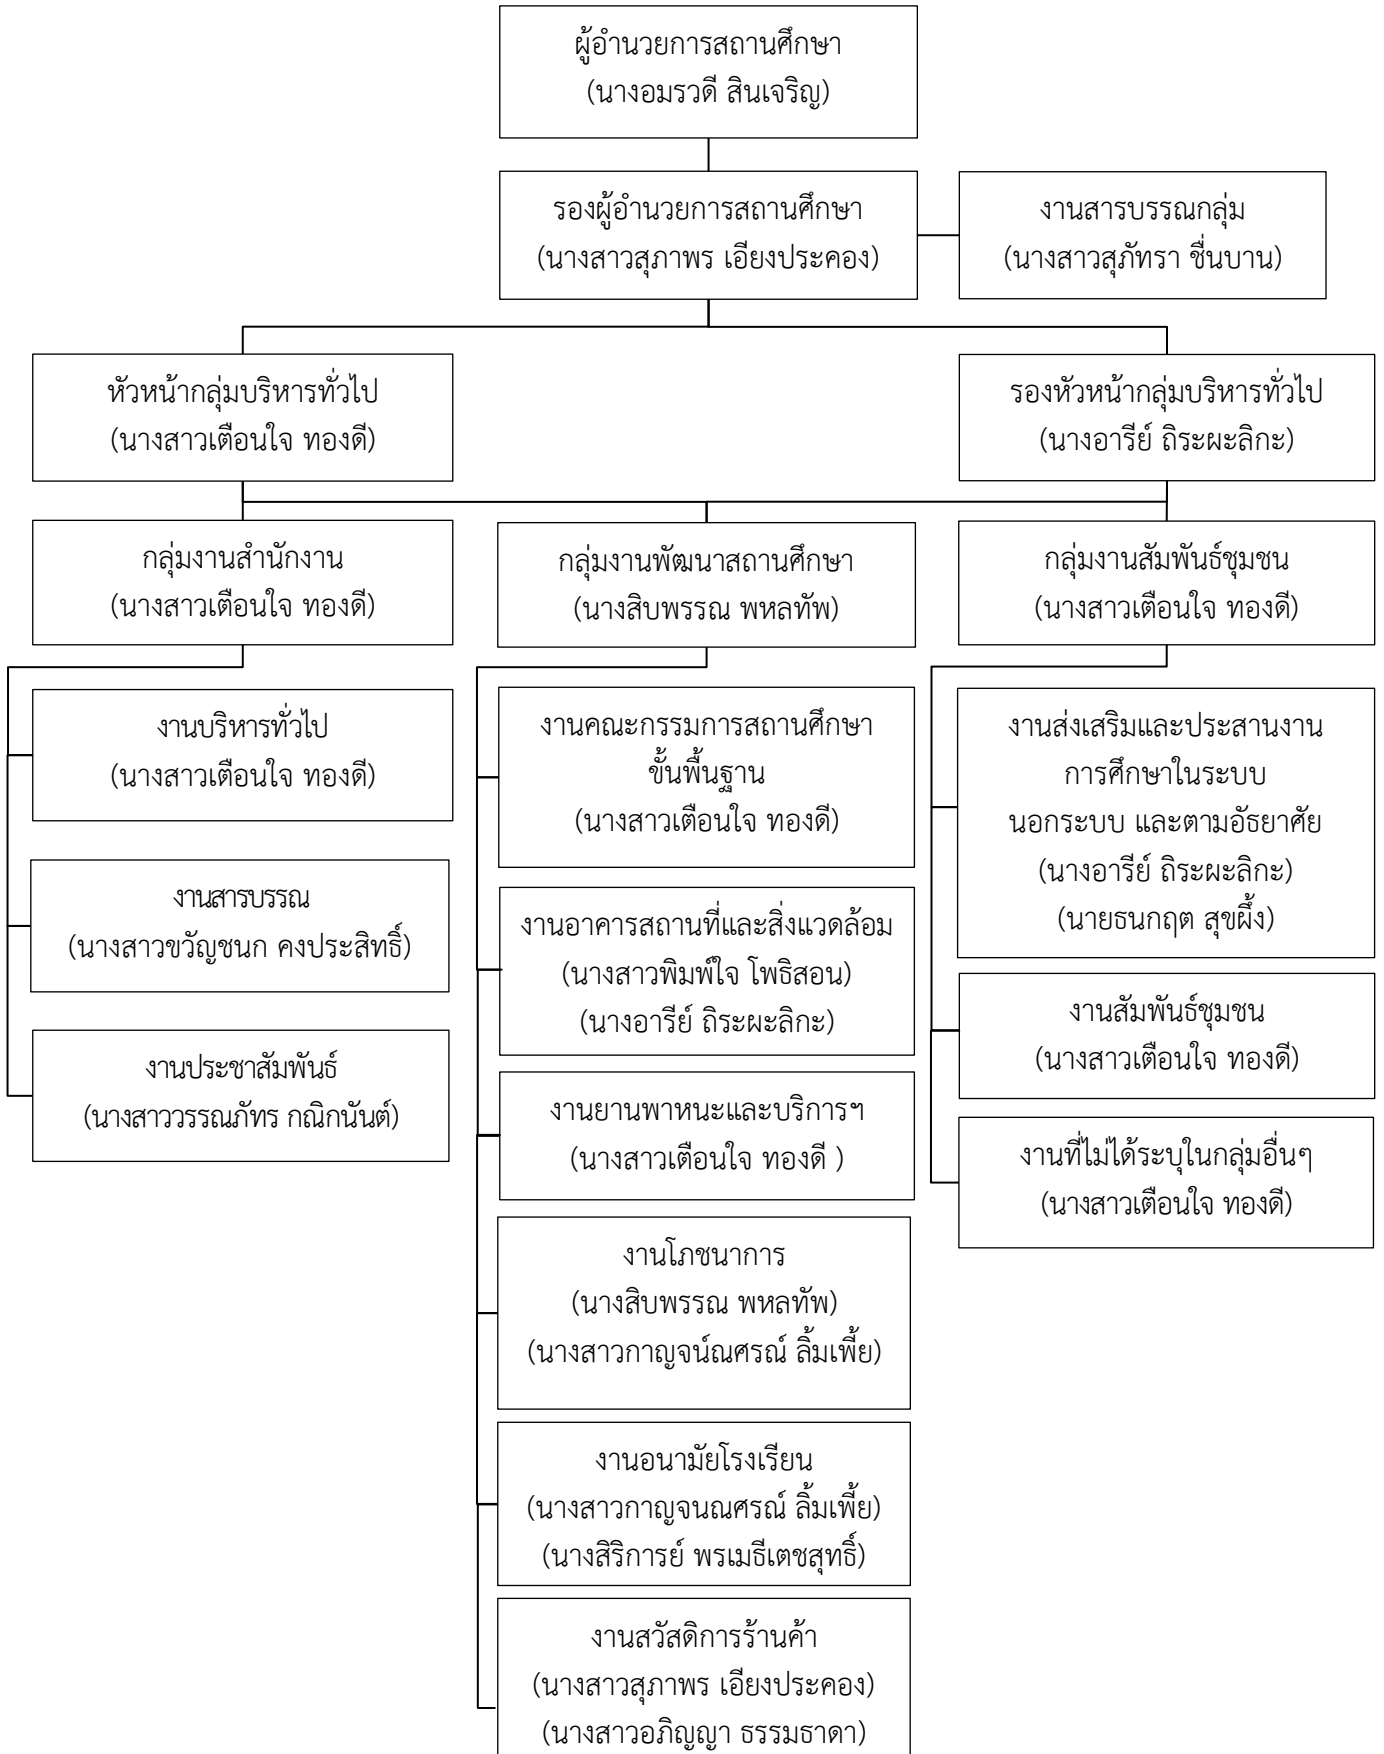 ผู้อำนวยการสถานศึกษา
(นางอมรวดี สินเจริญ)
รองผู้อำนวยการสถานศึกษา
(นางสาวสุภาพร เอียงประคอง)
งานสารบรรณกลุ่ม
(นางสาวสุภัทรา ชื่นบาน)
หัวหน้ากลุ่มบริหารทั่วไป
(นางสาวเตือนใจ ทองดี)
รองหัวหน้ากลุ่มบริหารทั่วไป
(นางอารีย์ ถิระผะลิกะ)
กลุ่มงานสำนักงาน
(นางสาวเตือนใจ ทองดี)
กลุ่มงานพัฒนาสถานศึกษา
(นางสิบพรรณ พหลทัพ)
กลุ่มงานสัมพันธ์ชุมชน
(นางสาวเตือนใจ ทองดี)
งานบริหารทั่วไป
(นางสาวเตือนใจ ทองดี)
งานสารบรรณ
(นางสาวขวัญชนก คงประสิทธิ์)
งานประชาสัมพันธ์
(นางสาววรรณภัทร กณิกนันต์)
งานคณะกรรมการสถานศึกษา
ขั้นพื้นฐาน
(นางสาวเตือนใจ ทองดี)
งานอาคารสถานที่และสิ่งแวดล้อม
(นางสาวพิมพ์ใจ โพธิสอน)
(นางอารีย์ ถิระผะลิกะ)
งานยานพาหนะและบริการฯ
(นางสาวเตือนใจ ทองดี )
งานโภชนาการ
(นางสิบพรรณ พหลทัพ)
(นางสาวกาญจน์ณศรณ์ ลิ้มเพี้ย)
งานอนามัยโรงเรียน
(นางสาวกาญจนณศรณ์ ลิ้มเพี้ย)
(นางสิริการย์ พรเมธีเตชสุทธิ์)
งานสวัสดิการร้านค้า
(นางสาวสุภาพร เอียงประคอง)
(นางสาวอภิญญา ธรรมธาดา)
งานส่งเสริมและประสานงาน
การศึกษาในระบบ
นอกระบบ และตามอัธยาศัย
(นางอารีย์ ถิระผะลิกะ)
(นายธนกฤต สุขผึ้ง)
งานสัมพันธ์ชุมชน
(นางสาวเตือนใจ ทองดี)
งานที่ไม่ได้ระบุในกลุ่มอื่นๆ
(นางสาวเตือนใจ ทองดี)